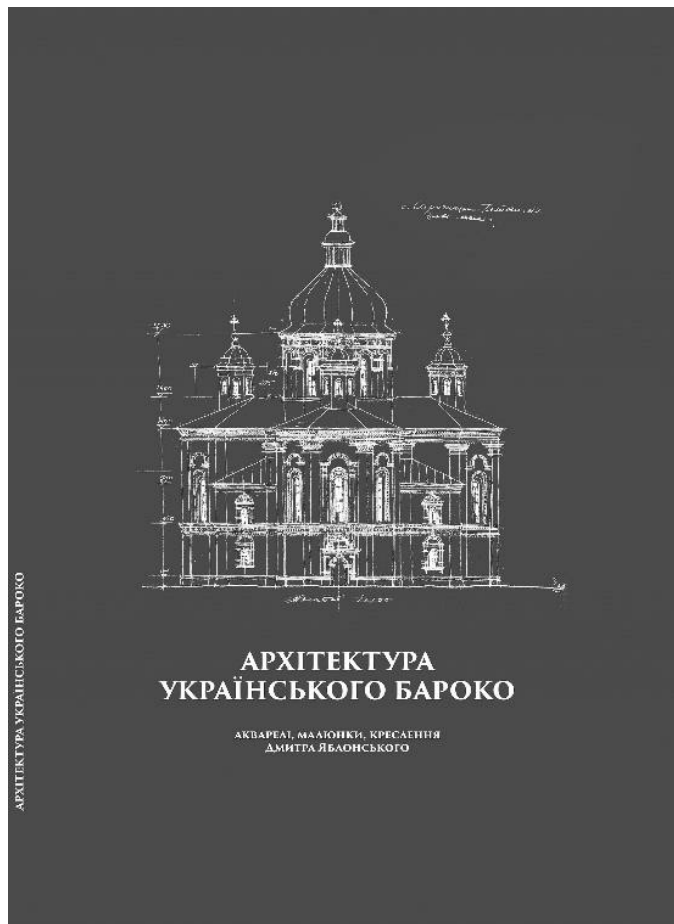 АРХІТЕКТУРА
УКРАЇНСЬКОГО БАРОКО
АКВАРЕЛІ, МАЛЮНКИ, КРЕСЛЕННЯ
ДМИТРА ЯБЛОНСЬКОГО
АРХІТЕКТУРА УКРАЇНСЬКОГО БАРОКО